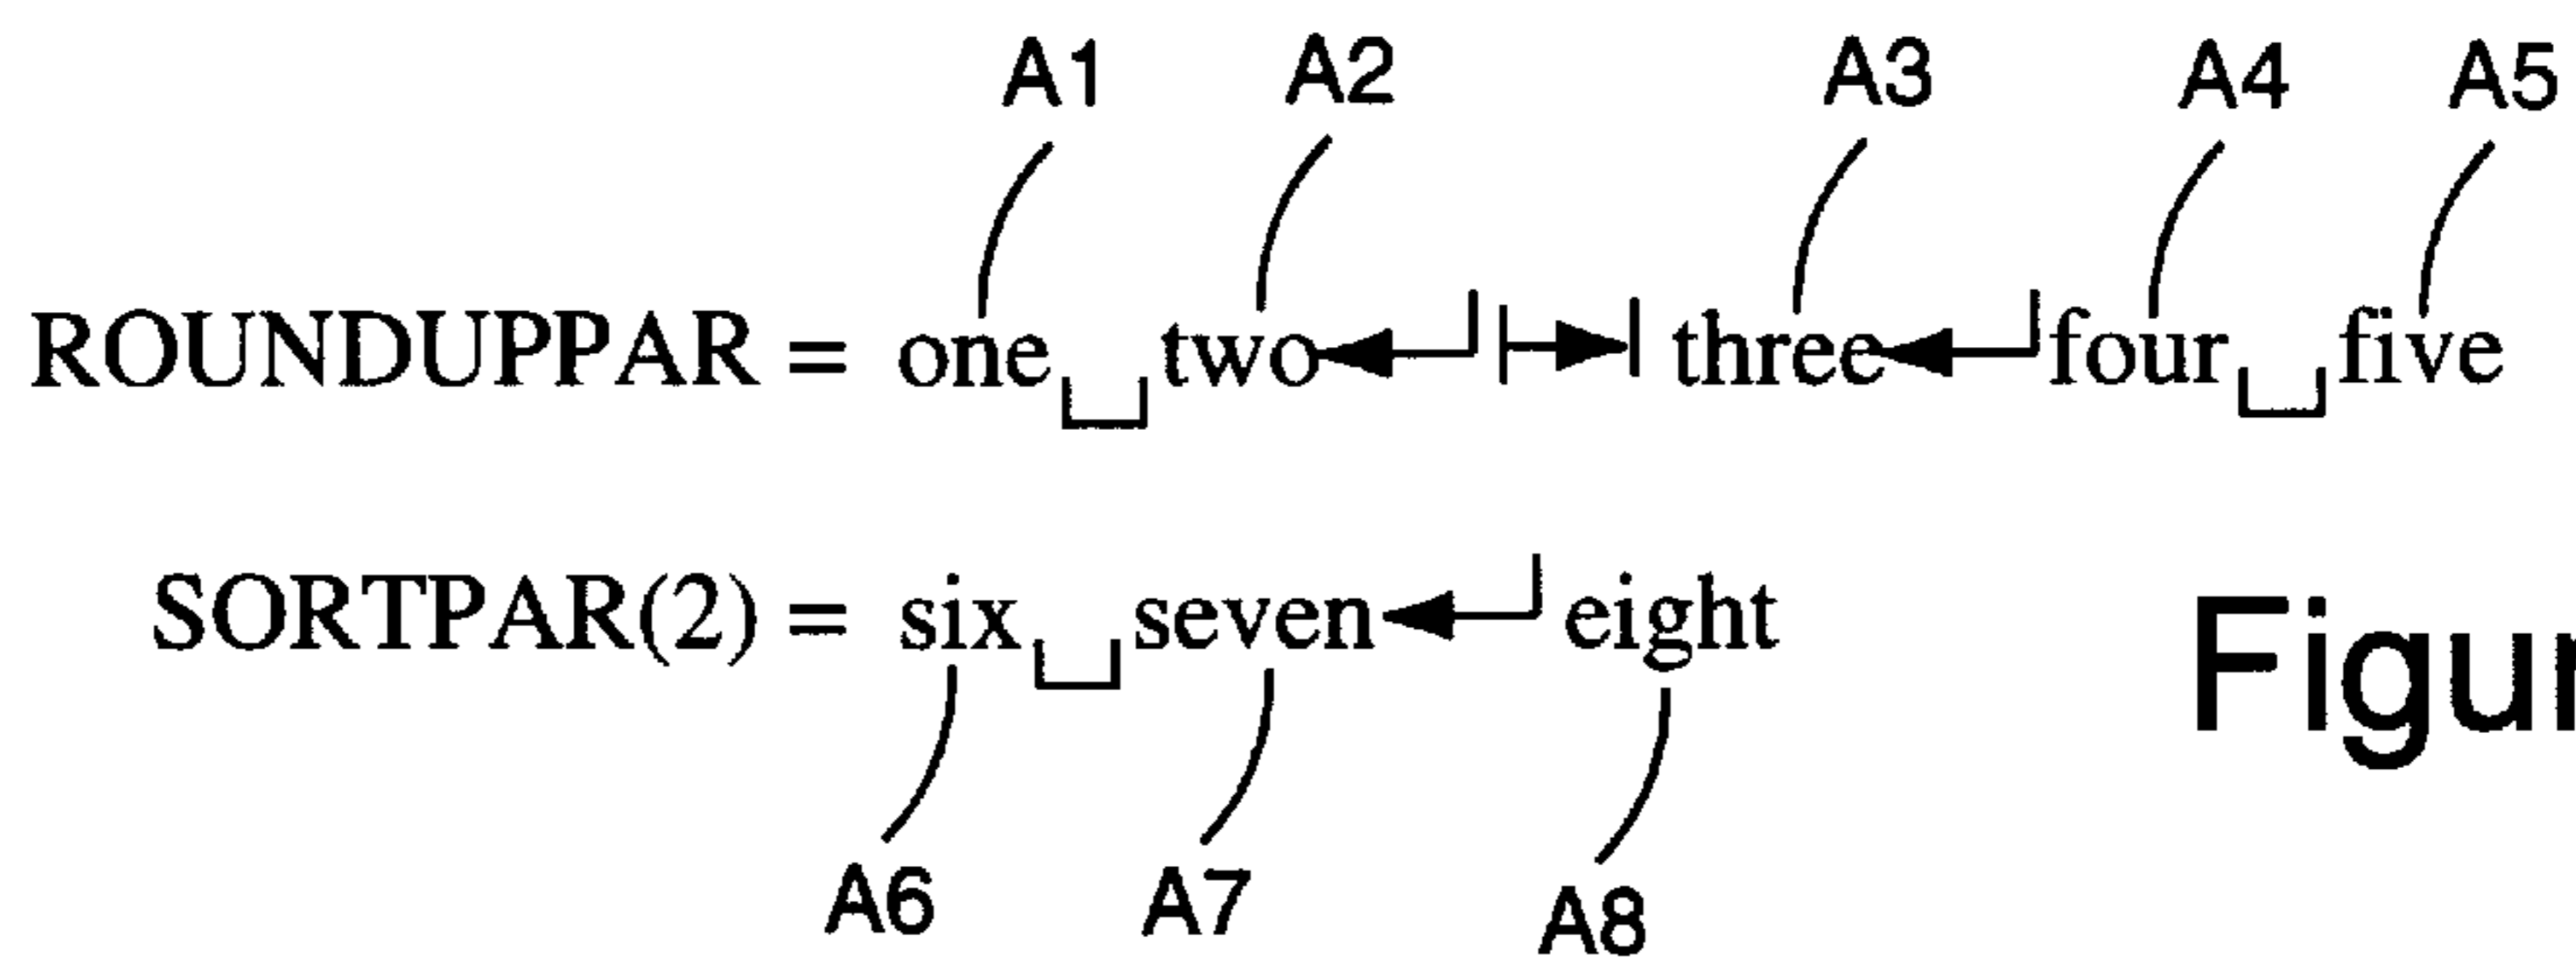 A1 A2 A3 A4 A5
ROUNDUPPAR = one␣two↵⇥three↵four␣five
SORTPAR(2) = six␣seven↵eight
A6 A7 A8